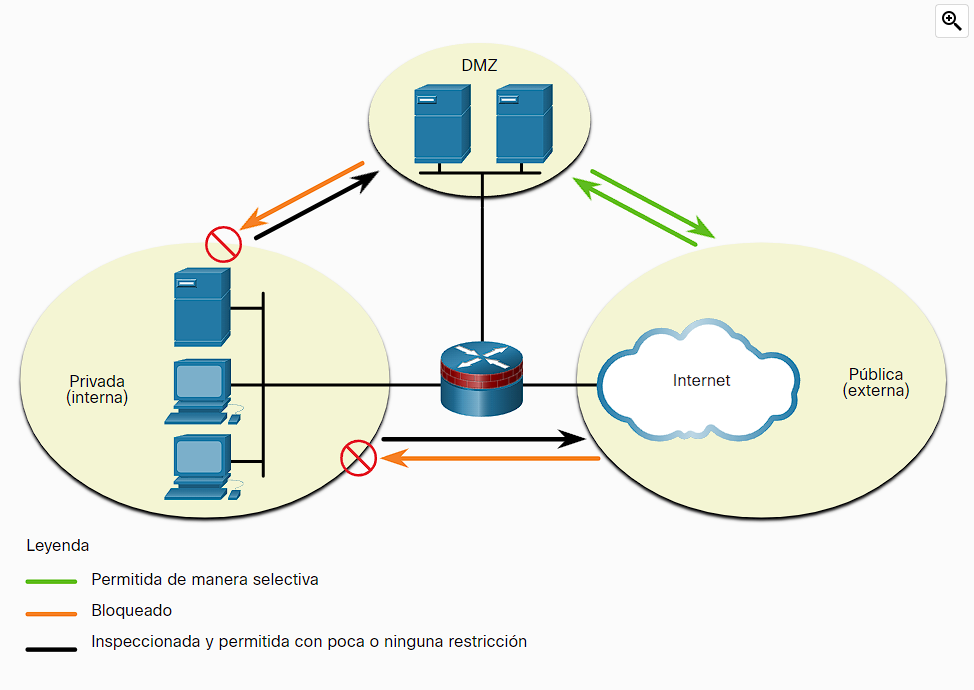 DMZ
Privada
(interna)
Internet
Pública
(externa)
Leyenda
Permitida de manera selectiva
Bloqueado
Inspeccionada y permitida con poca o ninguna restricción